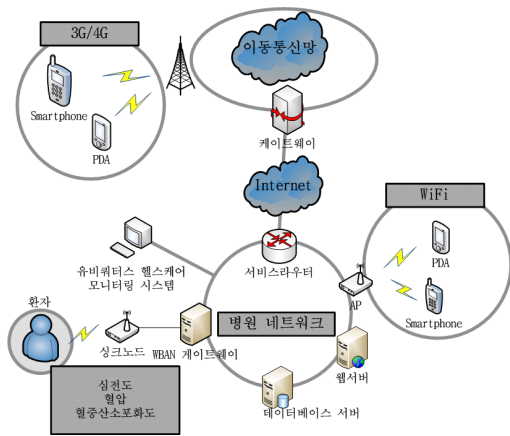 3G/4G
이동통신망
Smartphone
PDA
케이트웨이
Internet
WiFi
유비쿼터스 헬스케어
모니터링 시스템
서비스라우터
PDA
AP
Smartphone
환자
싱크노드
WBAN 게이트웨이
병원 네트워크
웹서버
심전도
혈압
혈중산소포화도
데이터베이스 서버